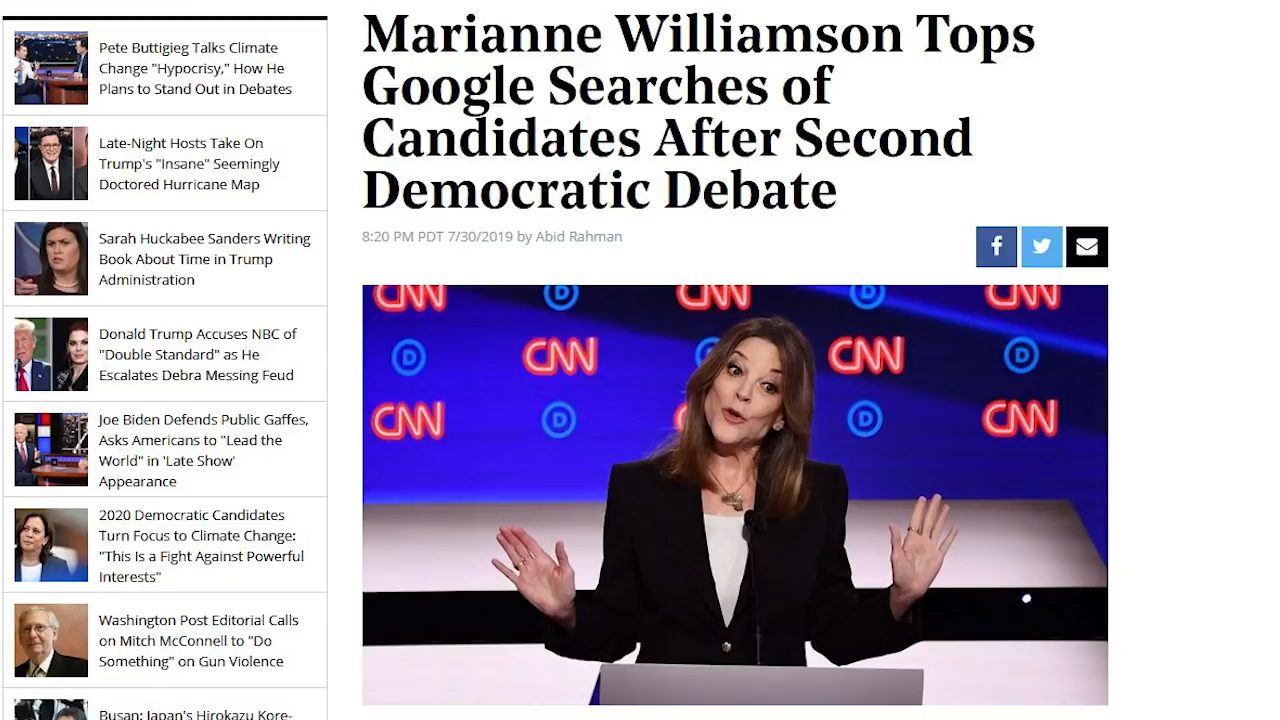 Pete Buttigieg Talks Climate
Change "Hypocrisy," How He
Plans to Stand Out in Debates
Late-Night Hosts Take On
Trump's "Insane" Seemingly
Doctored Hurricane Map
Sarah Huckabee Sanders Writing
Book About Time in Trump
Administration
Donald Trump Accuses NBC of
"Double Standard" as He
Escalates Debra Messing Feud
Joe Biden Defends Public Gaffes,
Asks Americans to "Lead the
World" in 'Late Show'
Appearance
2020 Democratic Candidates
Turn Focus to Climate Change:
"This Is a Fight Against Powerful
Interests"
Washington Post Editorial Calls
on Mitch McConnell to "Do
Something" on Gun Violence
Busan: Japan's Hirokazu Kore-
Marianne Williamson Tops
Google Searches of
Candidates After Second
Democratic Debate
8:20 PM PDT 7/30/2019 by Abid Rahman
f
CNN D CNN D CNN
D CNN D CNN D
CNN D D CNN